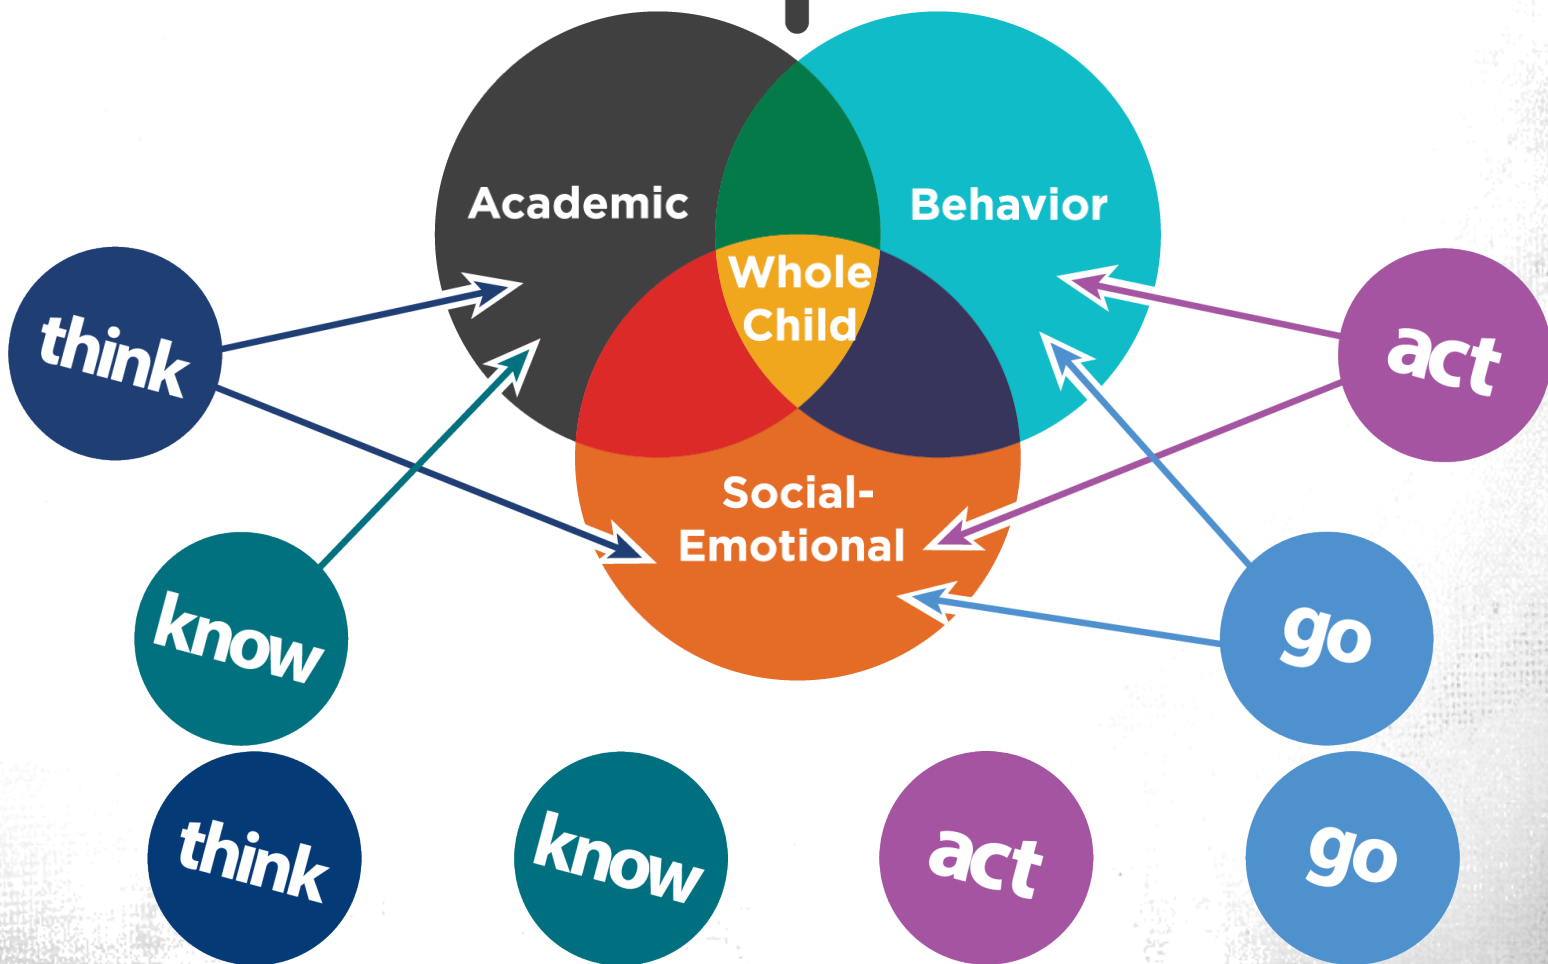 Academic
Behavior
Whole
Child
think
act
Social-
Emotional
know
go
think
know
act
go